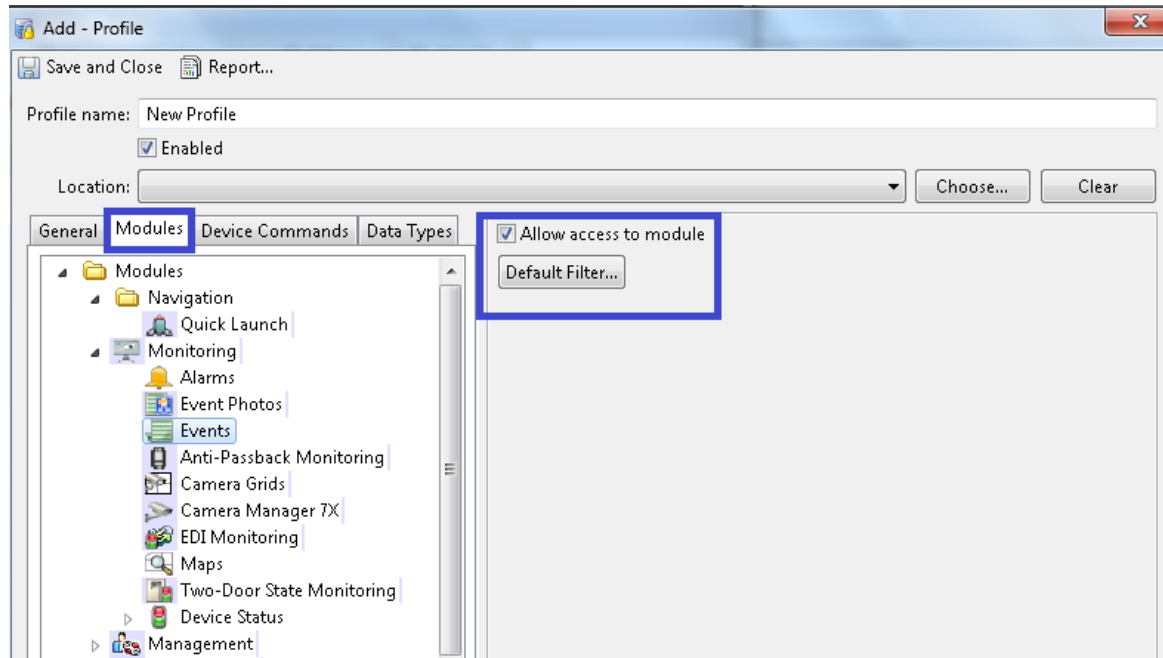 Add - Profile
Save and Close Report...
Profile name: New Profile
Enabled
Location: Choose... Clear
General Modules Device Commands Data Types
Allow access to module
Default Filter...
Modules
Navigation
Quick Launch
Monitoring
Alarms
Event Photos
Events
Anti-Passback Monitoring
Camera Grids
Camera Manager 7X
EDI Monitoring
Maps
Two-Door State Monitoring
Device Status
Management